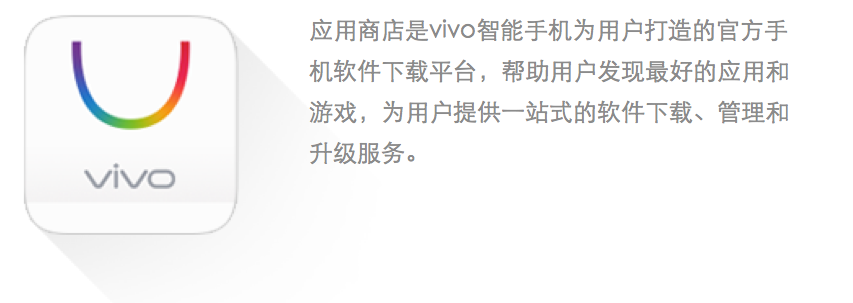 vivo
应用商店是vivo智能手机为用户打造的官方手
机软件下载平台，帮助用户发现最好的应用和
游戏，为用户提供一站式的软件下载、管理和
升级服务。